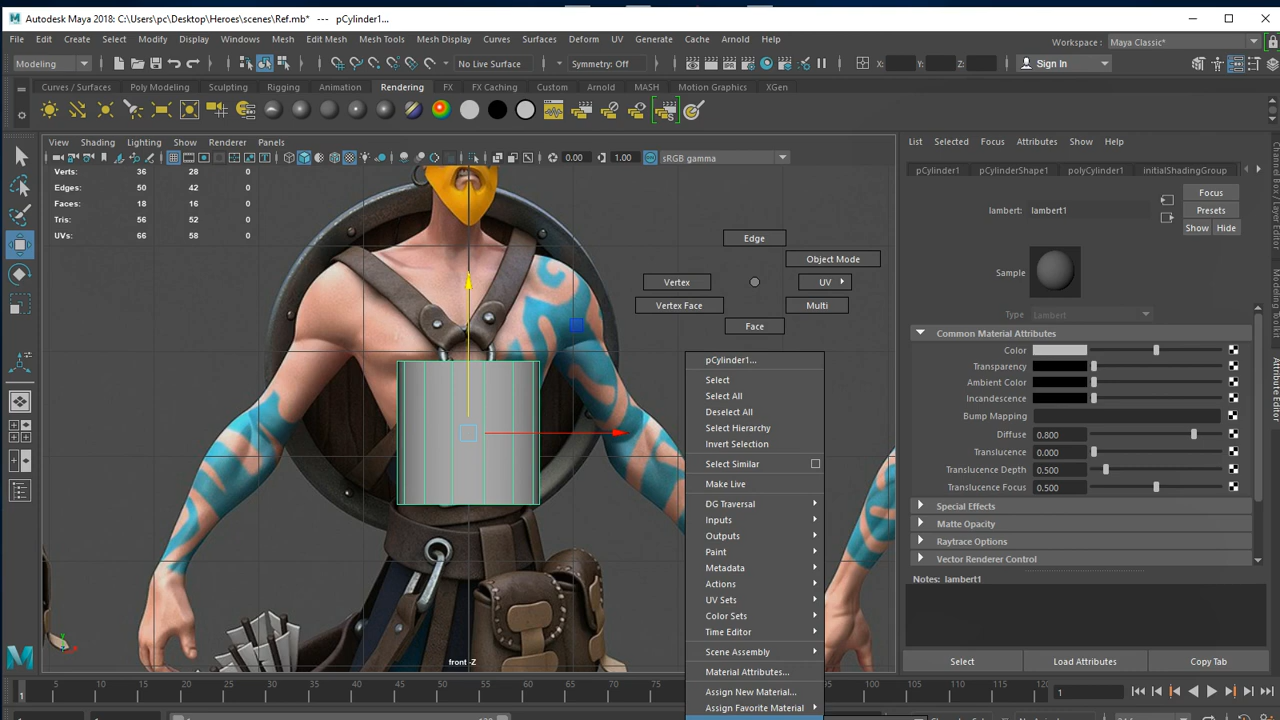 Autodesk Maya 2018: C:\Users\pc\Desktop\Heroes\scenes\Ref.mb* --- pCylinder1...
File Edit Create Select Modify Display Windows Mesh Edit Mesh Mesh Tools Mesh Display Curves Surfaces Deform UV Generate Cache Arnold Help
Workspace : Maya Classic*
Modeling No Live Surface Symmetry: Off X: Y: Z: Sign In
Curves / Surfaces Poly Modeling Sculpting Rigging Animation Rendering FX FX Caching Custom Arnold MASH Motion Graphics XGen
View Shading Lighting Show Renderer Panels
0.00 1.00 sRGB gamma
Verts: 36 28 0
Edges: 50 42 0
Faces: 18 16 0
Tris: 56 52 0
UVs: 66 58 0
Edge
Object Mode
Vertex
UV
Vertex Face
Multi
Face
pCylinder1...
Select
Select All
Deselect All
Select Hierarchy
Invert Selection
Select Similar
Make Live
DG Traversal
Inputs
Outputs
Paint
Metadata
Actions
UV Sets
Color Sets
Time Editor
Scene Assembly
Material Attributes...
Assign New Material...
Assign Favorite Material
front -Z
List Selected Focus Attributes Show Help
pCylinder1 pCylinderShape1 polyCylinder1 initialShadingGroup
Focus
lambert: lambert1 Presets
Show Hide
Sample
Type Lambert
Common Material Attributes
Color
Transparency
Ambient Color
Incandescence
Bump Mapping
Diffuse 0.800
Translucence 0.000
Translucence Depth 0.500
Translucence Focus 0.500
Special Effects
Matte Opacity
Raytrace Options
Vector Renderer Control
Notes: lambert1
Select Load Attributes Copy Tab
Channel Box / Layer Editor
Modeling Toolkit
Attribute Editor
5 10 15 20 25 30 35 40 45 50 55 60 65 70 75 85 90 95 100 105 110 115 120
1 1